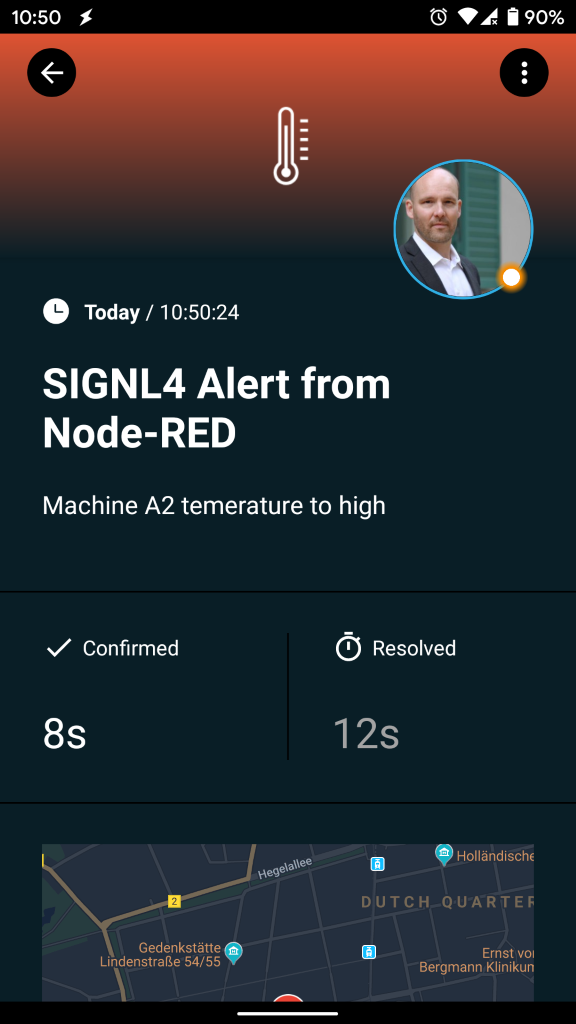 10:50
90%
Today / 10:50:24
SIGNL4 Alert from
Node-RED
Machine A2 temerature to high
Confirmed
Resolved
8s
12s
Hegelallee
Holländische
2
DUTCH QUARTER
Gedenkstätte
Lindenstraße 54/55
Ernst von
Bergmann Klinikum